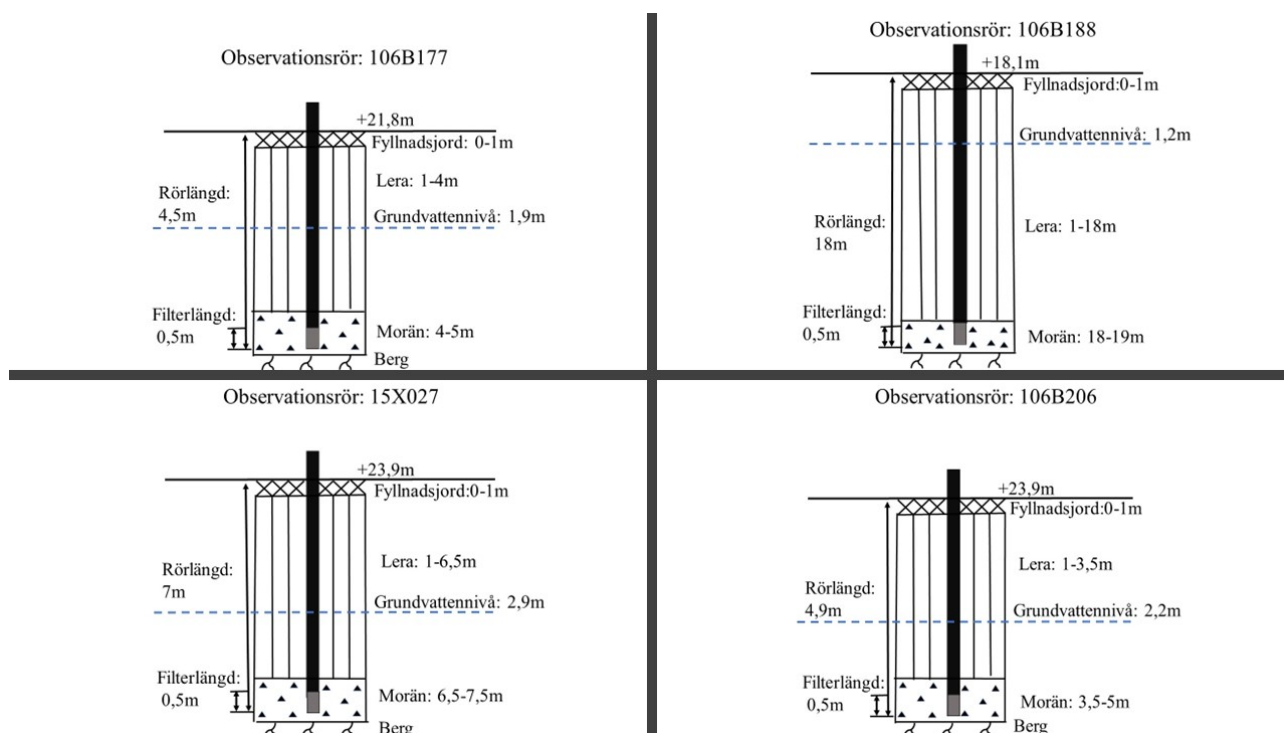 Observationsrör: 106B177
+21,8m
Fyllnadsjord: 0-1m
Lera: 1-4m
Rörlängd:
4,5m
Grundvattennivå: 1,9m
Filterlängd:
0,5m
Morän: 4-5m
Berg
Observationsrör: 106B188
+18,1m
Fyllnadsjord:0-1m
Grundvattennivå: 1,2m
Rörlängd:
18m
Lera: 1-18m
Filterlängd:
0,5m
Morän: 18-19m
Observationsrör: 15X027
+23,9m
Fyllnadsjord:0-1m
Lera: 1-6,5m
Rörlängd:
7m
Grundvattennivå: 2,9m
Filterlängd:
0,5m
Morän: 6,5-7,5m
Berg
Observationsrör: 106B206
+23,9m
Fyllnadsjord:0-1m
Lera: 1-3,5m
Rörlängd:
4,9m
Grundvattennivå: 2,2m
Filterlängd:
0,5m
Morän: 3,5-5m
Berg